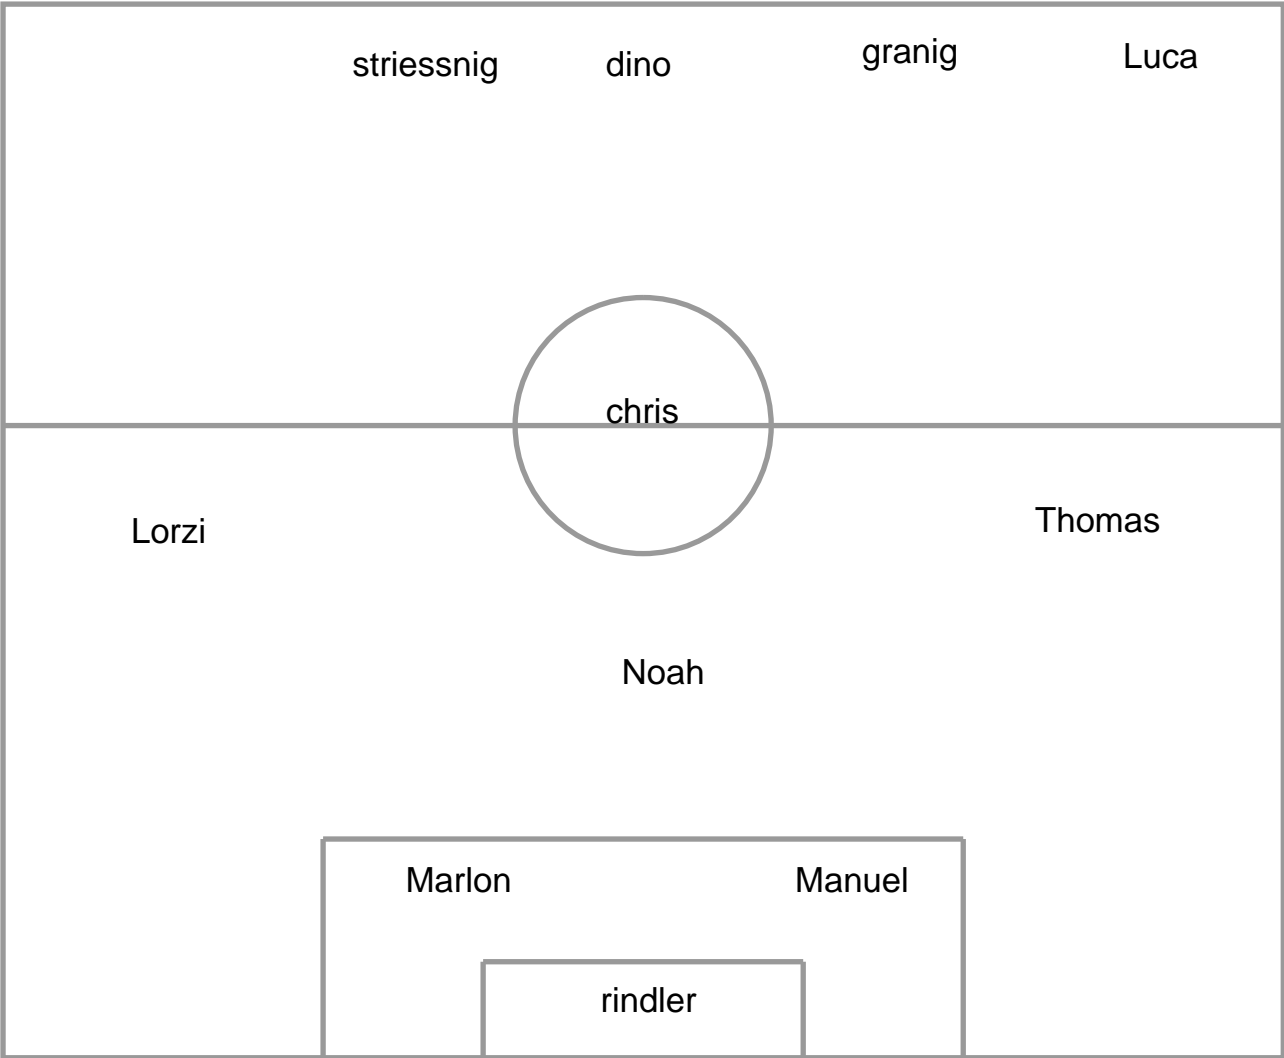 striessnig
dino
granig
Luca
chris
Lorzi
Thomas
Noah
Marlon
Manuel
rindler